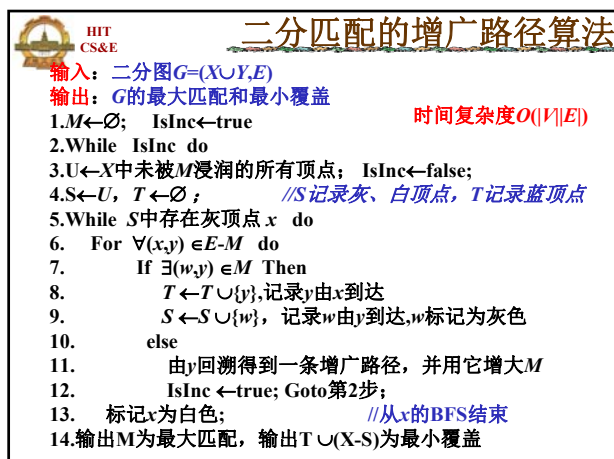 HIT
CS&E
二分匹配的增广路径算法
输入：二分图G=(X∪Y,E)
输出：G的最大匹配和最小覆盖
时间复杂度O(|V||E|)
1.M←∅; IsInc←true
2.While IsInc do
3.U←X中未被M浸润的所有顶点； IsInc←false;
4.S←U，T←∅； //S记录灰、白顶点，T记录蓝顶点
5.While S中存在灰顶点 x do
6. For ∀(x,y) ∈E-M do
7. If ∃(w,y) ∈M Then
8. T ←T ∪{y},记录y由x到达
9. S ←S ∪{w}，记录w由y到达,w标记为灰色
10. else
11. 由y回溯得到一条增广路径，并用它增大M
12. IsInc ←true; Goto第2步；
13. 标记x为白色; //从x的BFS结束
14.输出M为最大匹配，输出T ∪(X-S)为最小覆盖